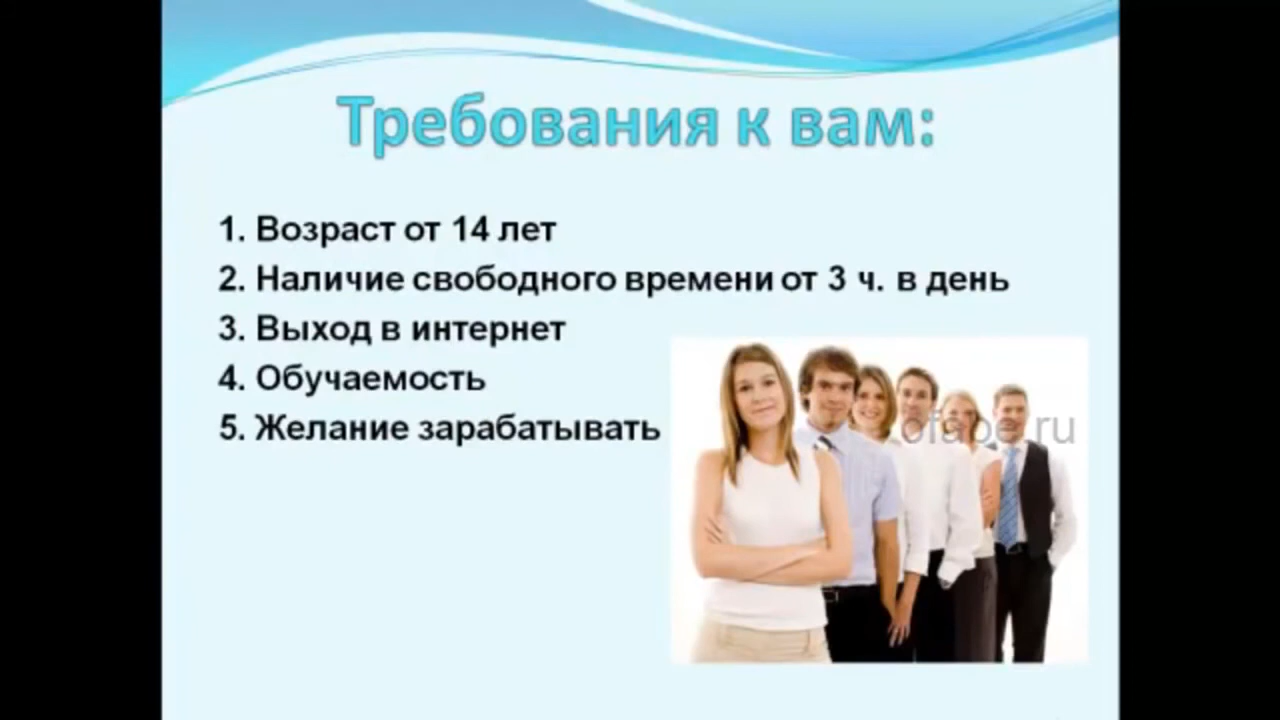 Требования к вам:
1. Возраст от 14 лет
2. Наличие свободного времени от 3 ч. в день
3. Выход в интернет
4. Обучаемость
5. Желание зарабатывать